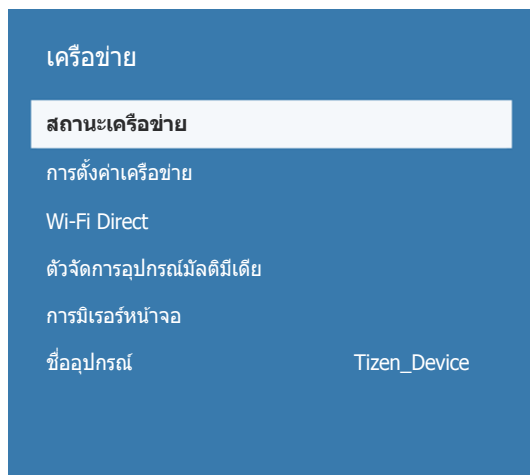 เครือข่าย
สถานะเครือข่าย
การตั้งค่าเครือข่าย
Wi-Fi Direct
ตัวจัดการอุปกรณ์มัลติมีเดีย
การมิเรอร์หน้าจอ
ชื่ออุปกรณ์ Tizen_Device